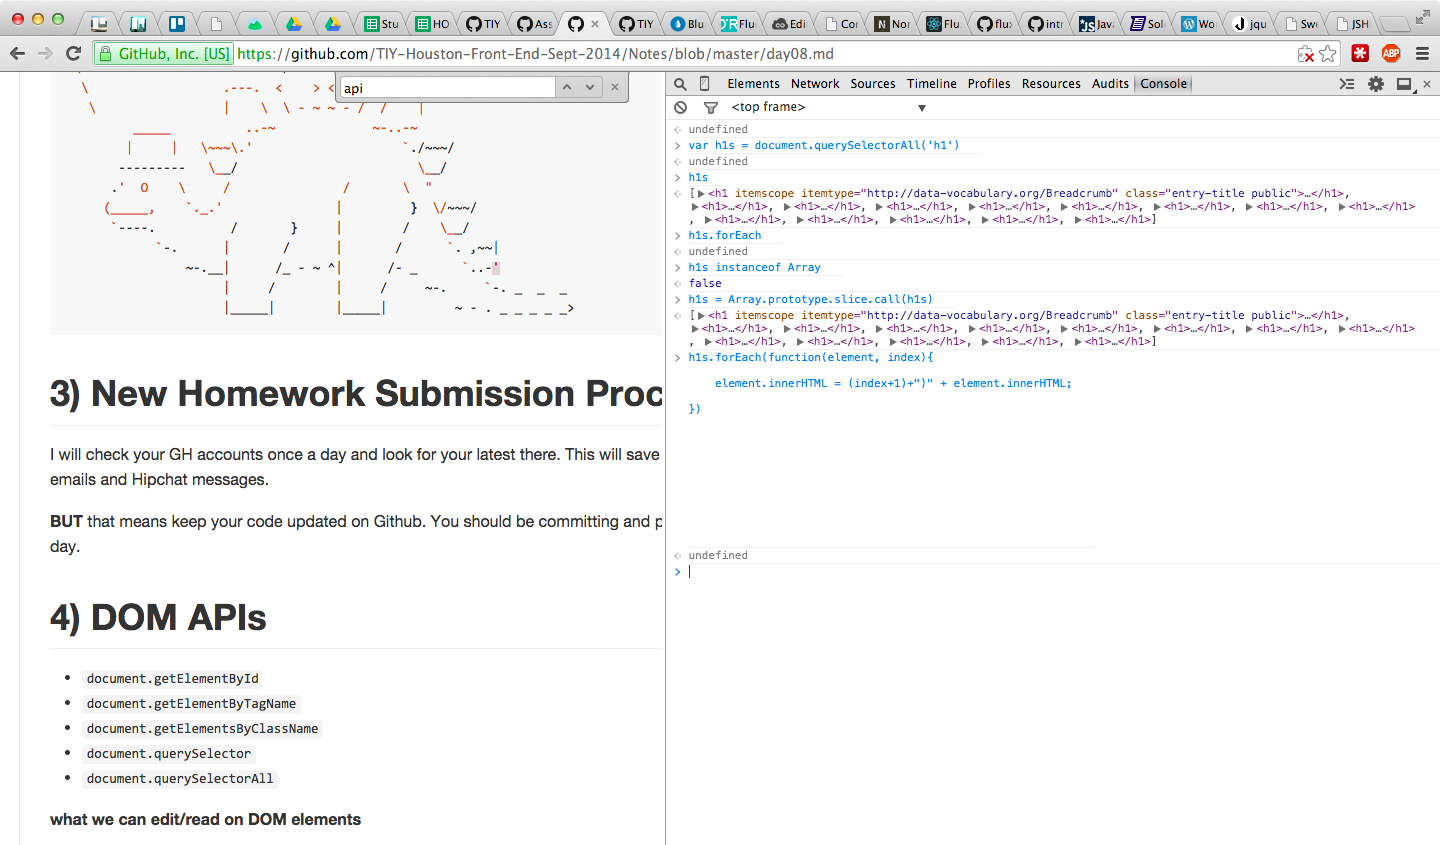 Stu
HO
TIY
Ass
TIY
Blu
Flu
Edi
Cor
Nor
Flu
flu
intr
Java
Sol
Wo
jqu
Swe
JSH
GitHub, Inc. [US]
https://github.com/TIY-Houston-Front-End-Sept-2014/Notes/blob/master/day08.md
ABP
api
3) New Homework Submission Proc
I will check your GH accounts once a day and look for your latest there. This will save
emails and Hipchat messages.
BUT that means keep your code updated on Github. You should be committing and p
day.
4) DOM APIs
document.getElementById
document.getElementByTagName
document.getElementsByClassName
document.querySelector
document.querySelectorAll
what we can edit/read on DOM elements
Elements Network Sources Timeline Profiles Resources Audits Console
<top frame>
undefined
var h1s = document.querySelectorAll('h1')
undefined
h1s
[▶<h1 itemscope itemtype="http://data-vocabulary.org/Breadcrumb" class="entry-title public">…</h1>,
▶<h1>…</h1>, ▶<h1>…</h1>, ▶<h1>…</h1>, ▶<h1>…</h1>, ▶<h1>…</h1>, ▶<h1>…</h1>, ▶<h1>…</h1>, ▶<h1>…</h1>
, ▶<h1>…</h1>, ▶<h1>…</h1>, ▶<h1>…</h1>, ▶<h1>…</h1>, ▶<h1>…</h1>]
h1s.forEach
undefined
h1s instanceof Array
false
h1s = Array.prototype.slice.call(h1s)
[▶<h1 itemscope itemtype="http://data-vocabulary.org/Breadcrumb" class="entry-title public">…</h1>,
▶<h1>…</h1>, ▶<h1>…</h1>, ▶<h1>…</h1>, ▶<h1>…</h1>, ▶<h1>…</h1>, ▶<h1>…</h1>, ▶<h1>…</h1>, ▶<h1>…</h1>
, ▶<h1>…</h1>, ▶<h1>…</h1>, ▶<h1>…</h1>, ▶<h1>…</h1>, ▶<h1>…</h1>]
h1s.forEach(function(element, index){
element.innerHTML = (index+1)+")" + element.innerHTML;
})
undefined